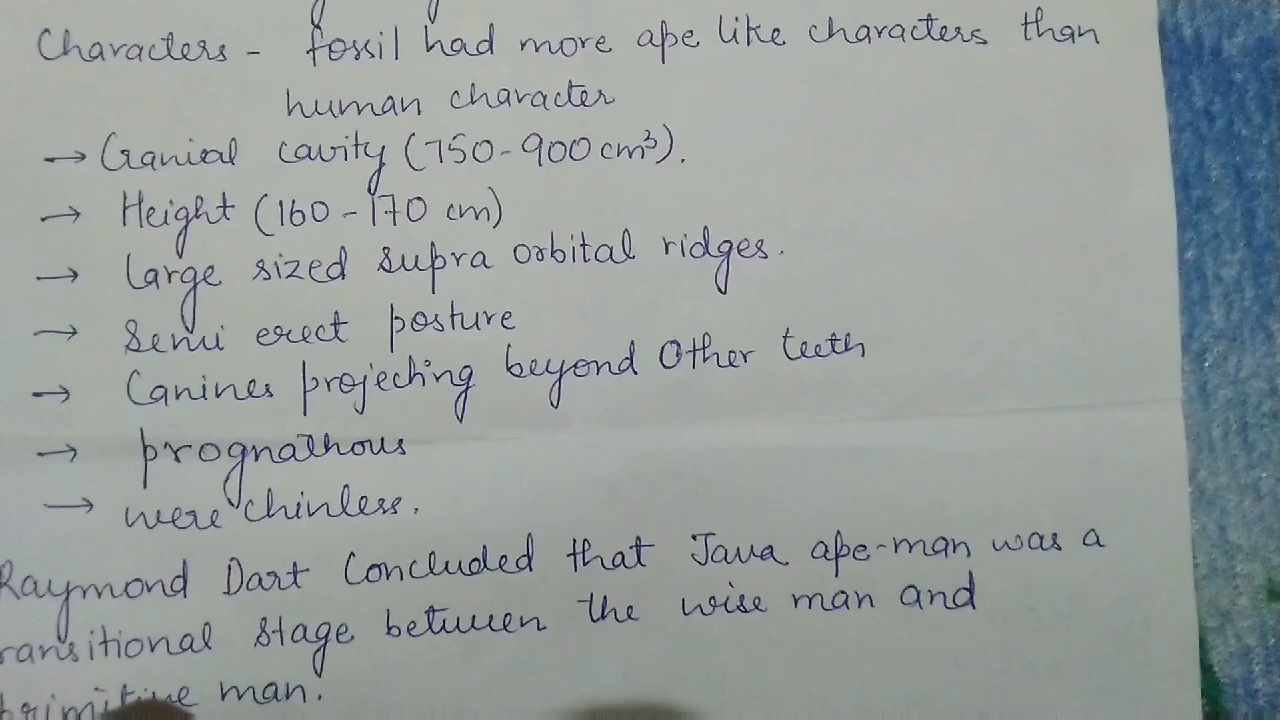 Characters - fossil had more ape like characters than
human character
→ Cranial cavity (750-900 cm³).
→ Height (160-170 cm)
→ large sized supra orbital ridges.
→ Semi erect posture
→ Canines projecting beyond Other teeth
→ prognathous
→ were chinless.
Raymond Dart Concluded that Java ape-man was a
ransitional stage between the wise man and
primitive man.